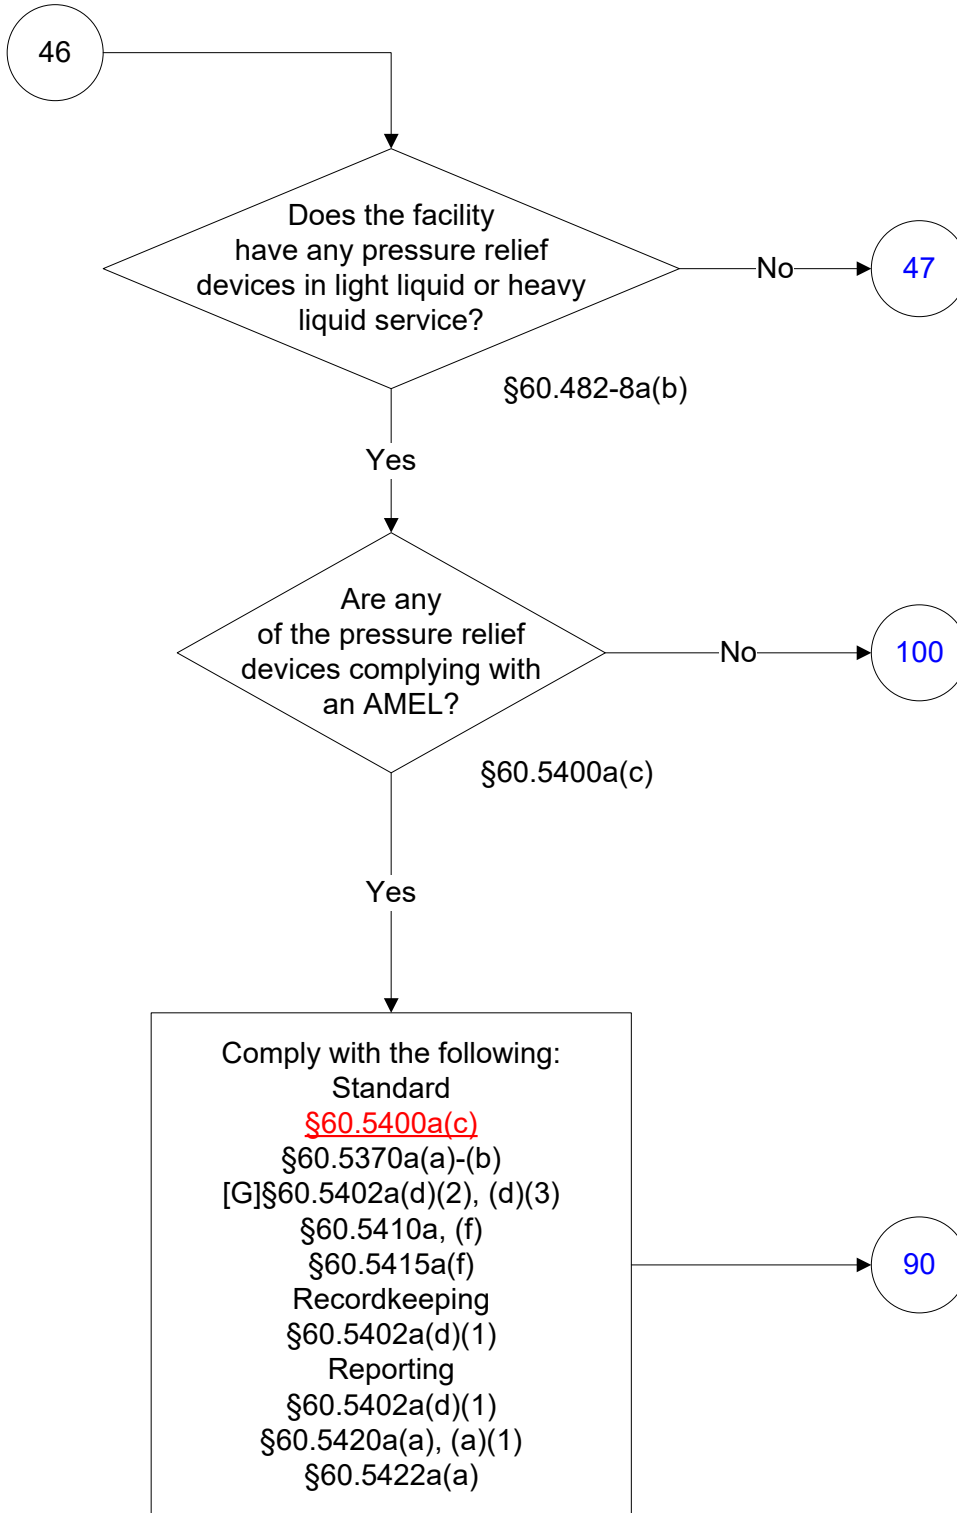 46
Does the facility
have any pressure relief
devices in light liquid or heavy
liquid service?
No
47
§60.482-8a(b)
Yes
Are any
of the pressure relief
devices complying with
an AMEL?
No
100
§60.5400a(c)
Yes
Comply with the following:
Standard
§60.5400a(c)
§60.5370a(a)-(b)
[G]§60.5402a(d)(2), (d)(3)
§60.5410a, (f)
§60.5415a(f)
Recordkeeping
§60.5402a(d)(1)
Reporting
§60.5402a(d)(1)
§60.5420a(a), (a)(1)
§60.5422a(a)
90